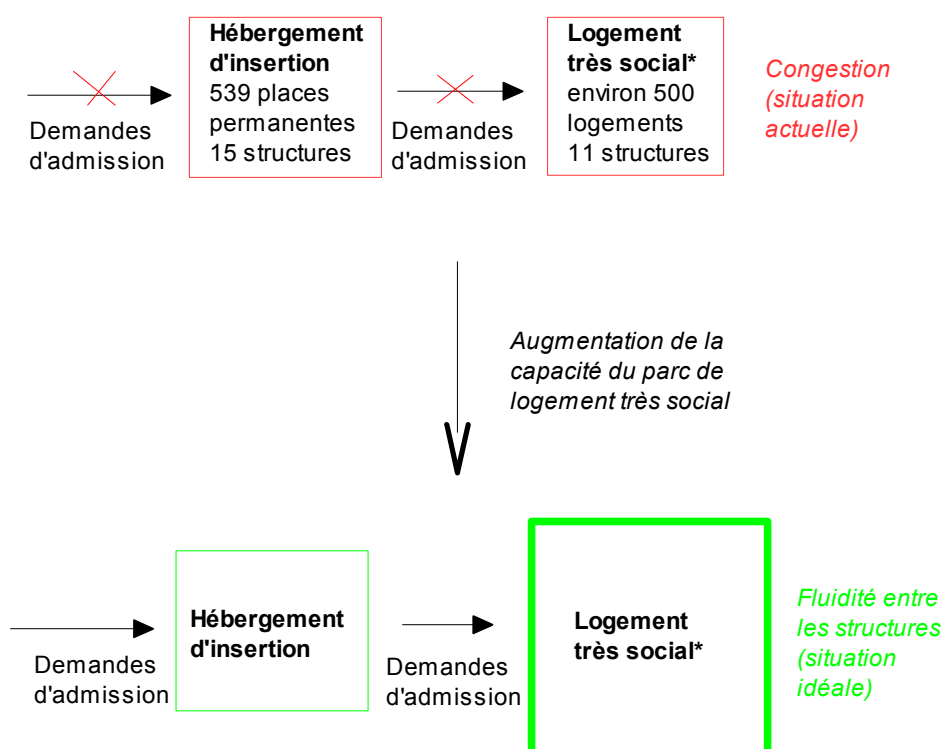 Hébergement
d'insertion
539 places
permanentes
15 structures
Demandes
d'admission
Logement
très social*
environ 500
logements
11 structures
Demandes
d'admission
Congestion
(situation
actuelle)
Augmentation de la
capacité du parc de
logement très social
Hébergement
d'insertion
Demandes
d'admission
Logement
très social*
Demandes
d'admission
Fluidité entre
les structures
(situation
idéale)